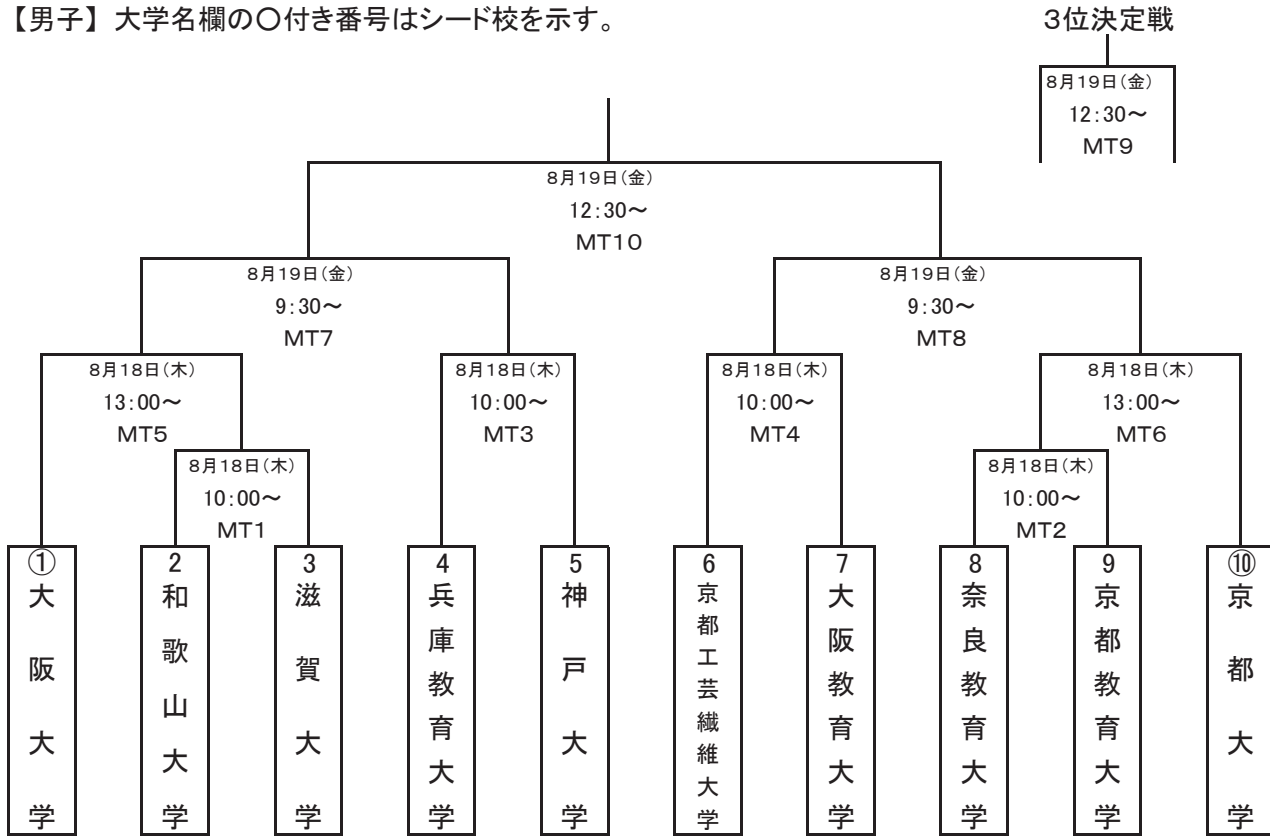 【男子】大学名欄の○付き番号はシード校を示す。
3位決定戦
8月19日(金)
12:30～
MT9
8月19日(金)
12:30～
MT10
8月19日(金)
9:30～
MT7
8月19日(金)
9:30～
MT8
8月18日(木)
13:00～
MT5
8月18日(木)
10:00～
MT3
8月18日(木)
10:00～
MT4
8月18日(木)
13:00～
MT6
8月18日(木)
10:00～
MT1
8月18日(木)
10:00～
MT2
①
大阪大学
2
和歌山大学
3
滋賀大学
4
兵庫教育大学
5
神戸大学
6
京都工芸繊維大学
7
大阪教育大学
8
奈良教育大学
9
京都教育大学
⑩
京都大学